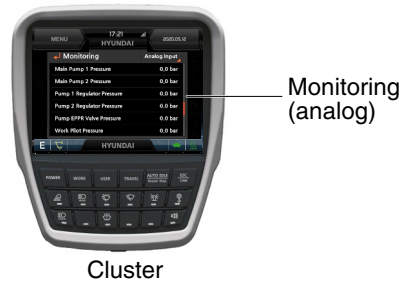 MENU
17:21
HYUNDAI
2020.05.12
Monitoring
Analog Input
Main Pump 1 Pressure 0,0 bar
Main Pump 2 Pressure 0,0 bar
Pump 1 Regulator Pressure 0,0 bar
Pump 2 Regulator Pressure 0,0 bar
Pump EPPR Valve Pressure 0,0 bar
Work Pilot Pressure 0,0 bar
E
HYUNDAI
POWER WORK USER TRAVEL AUTO IDLE
ESC
CAM
Monitoring
(analog)
Cluster